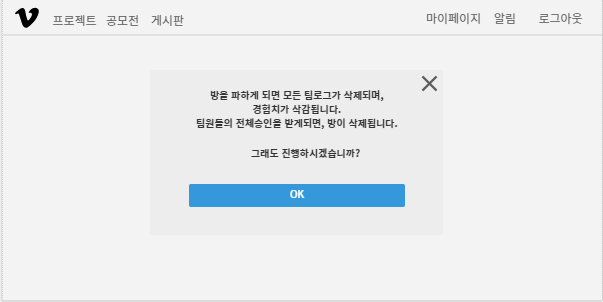 프로젝트 공모전 게시판 마이페이지 알림 로그아웃
방을 파하게 되면 모든 팀로그가 삭제되며,
경험치가 삭감됩니다.
팀원들의 전체승인을 받게되면, 방이 삭제됩니다.
그래도 진행하시겠습니까?
OK